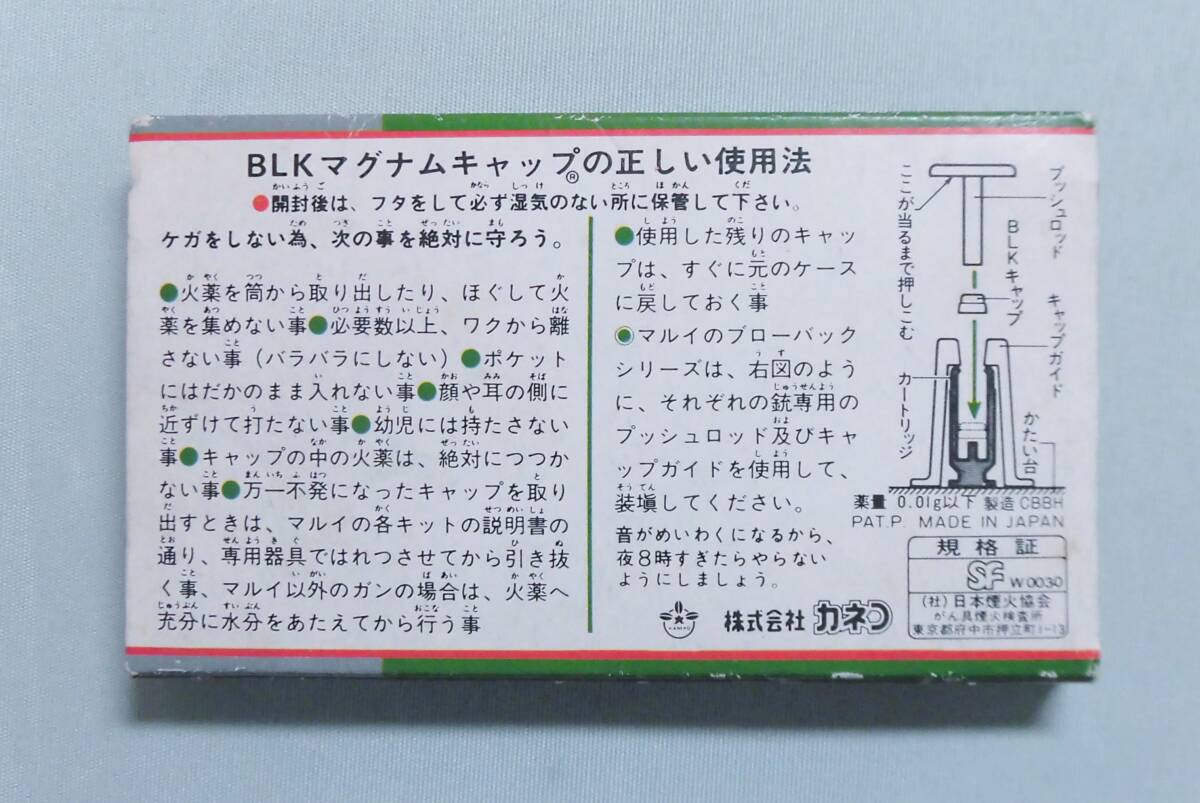 BLKマグナムキャップ®の正しい使用法
●開封後は、フタをして必ず湿気のない所に保管して下さい。
ケガをしない為、次の事を絶対に守ろう。
●火薬を筒から取り出したり、ほぐして火
薬を集めない事●必要数以上、ワクから離
さない事（バラバラにしない）●ポケット
にはだかのまま入れない事●顔や耳の側に
近ずけて打たない事●幼児には持たさない
事●キャップの中の火薬は、絶対につつか
ない事●万一不発になったキャップを取り
出すときは、マルイの各キットの説明書の
通り、専用器具ではれつさせてから引き抜
く事、マルイ以外のガンの場合は、火薬へ
充分に水分をあたえてから行う事
●使用した残りのキャッ
プは、すぐに元のケース
に戻しておく事
◉マルイのブローバック
シリーズは、右図のよう
に、それぞれの銃専用の
プッシュロッド及びキャ
ップガイドを使用して、
装塡してください。
音がめいわくになるから、
夜8時すぎたらやらない
ようにしましょう。
株式会社 カネコ
プッシュロッド
ここが当るまで押しこむ
BLKキャップ
キャップガイド
カートリッジ
かたい台
薬量 0.01g以下 製造 CBBH
PAT.P. MADE IN JAPAN
規格証
SF W0030
(社)日本煙火協会
がん具煙火検査所
東京都府中市押立町1-13